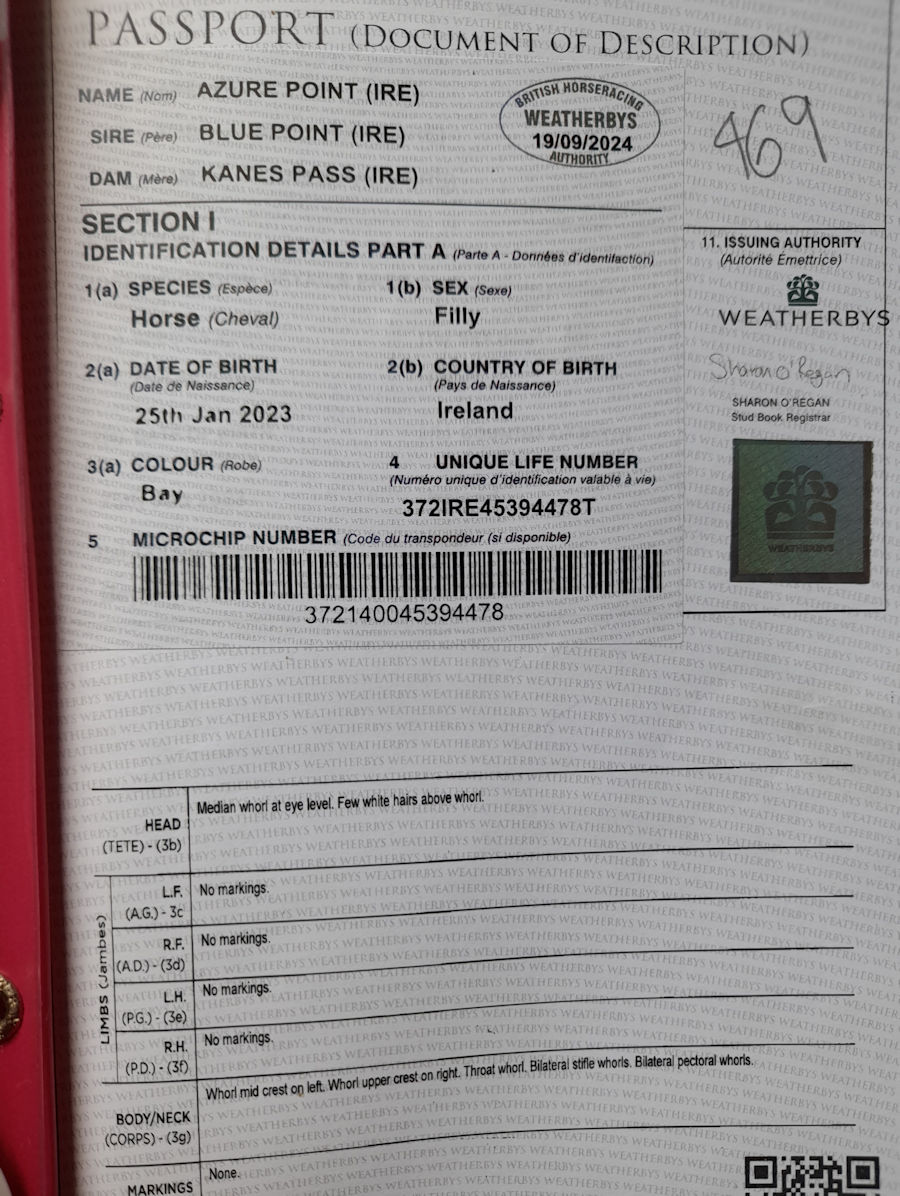 PASSPORT (DOCUMENT OF DESCRIPTION)
NAME (Nom) AZURE POINT (IRE)
SIRE (Père) BLUE POINT (IRE)
DAM (Mère) KANES PASS (IRE)
BRITISH HORSERACING
WEATHERBYS
19/09/2024
AUTHORITY
469
SECTION I
IDENTIFICATION DETAILS PART A (Parte A - Données d'identifaction)
1(a) SPECIES (Espèce) 1(b) SEX (Sexe)
Horse (Cheval) Filly
2(a) DATE OF BIRTH 2(b) COUNTRY OF BIRTH
(Date de Naissance) (Pays de Naissance)
25th Jan 2023 Ireland
3(a) COLOUR (Robe) 4 UNIQUE LIFE NUMBER
(Numéro unique d'identification valable à vie)
Bay 372IRE45394478T
5 MICROCHIP NUMBER (Code du transpondeur (si disponible)
372140045394478
11. ISSUING AUTHORITY
(Autorité Émettrice)
WEATHERBYS
Sharon O'Regan
SHARON O'REGAN
Stud Book Registrar
WEATHERBYS
HEAD
(TETE) - (3b)
Median whorl at eye level. Few white hairs above whorl.
LIMBS (Jambes)
L.F.
(A.G.) - 3c
No markings.
R.F.
(A.D.) - (3d)
No markings.
L.H.
(P.G.) - (3e)
No markings.
R.H.
(P.D.) - (3f)
No markings.
BODY/NECK
(CORPS) - (3g)
Whorl mid crest on left. Whorl upper crest on right. Throat whorl. Bilateral stifle whorls. Bilateral pectoral whorls.
MARKINGS
None.